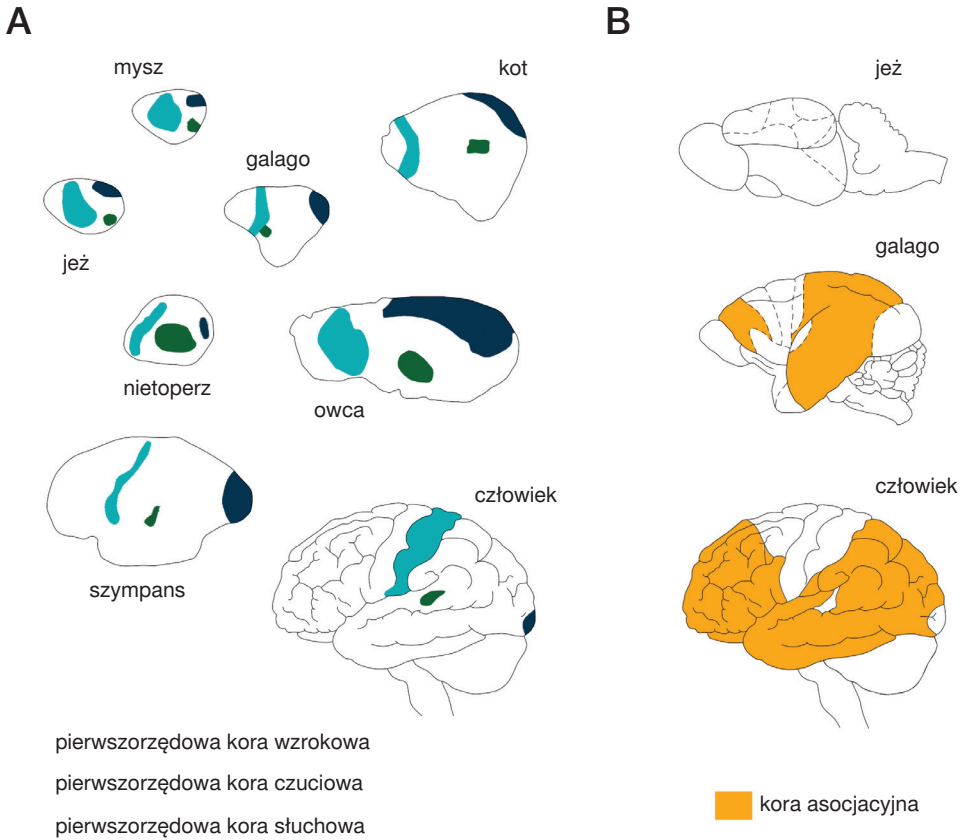 A
mysz
kot
galago
jeż
nietoperz
owca
szympans
człowiek
pierwszorzędowa kora wzrokowa
pierwszorzędowa kora czuciowa
pierwszorzędowa kora słuchowa
B
jeż
galago
człowiek
kora asocjacyjna